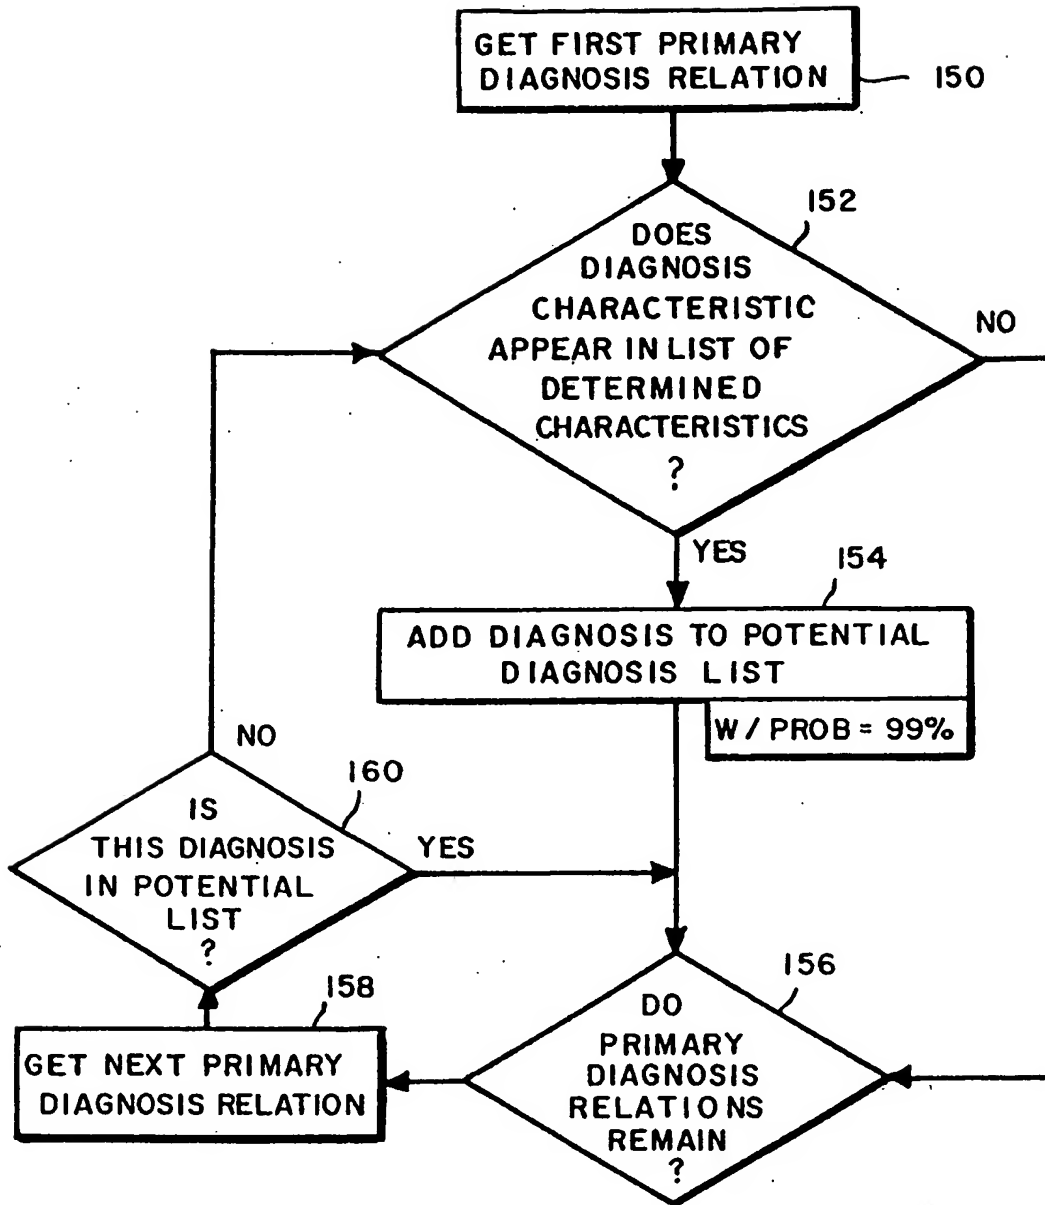 GET FIRST PRIMARY
DIAGNOSIS RELATION
150
152
DOES
DIAGNOSIS
CHARACTERISTIC
APPEAR IN LIST OF
DETERMINED
CHARACTERISTICS
?
NO
YES
154
ADD DIAGNOSIS TO POTENTIAL
DIAGNOSIS LIST
W/PROB = 99%
NO
160
IS
THIS DIAGNOSIS
IN POTENTIAL
LIST
?
YES
156
DO
PRIMARY
DIAGNOSIS
RELATIONS
REMAIN
?
158
GET NEXT PRIMARY
DIAGNOSIS RELATION